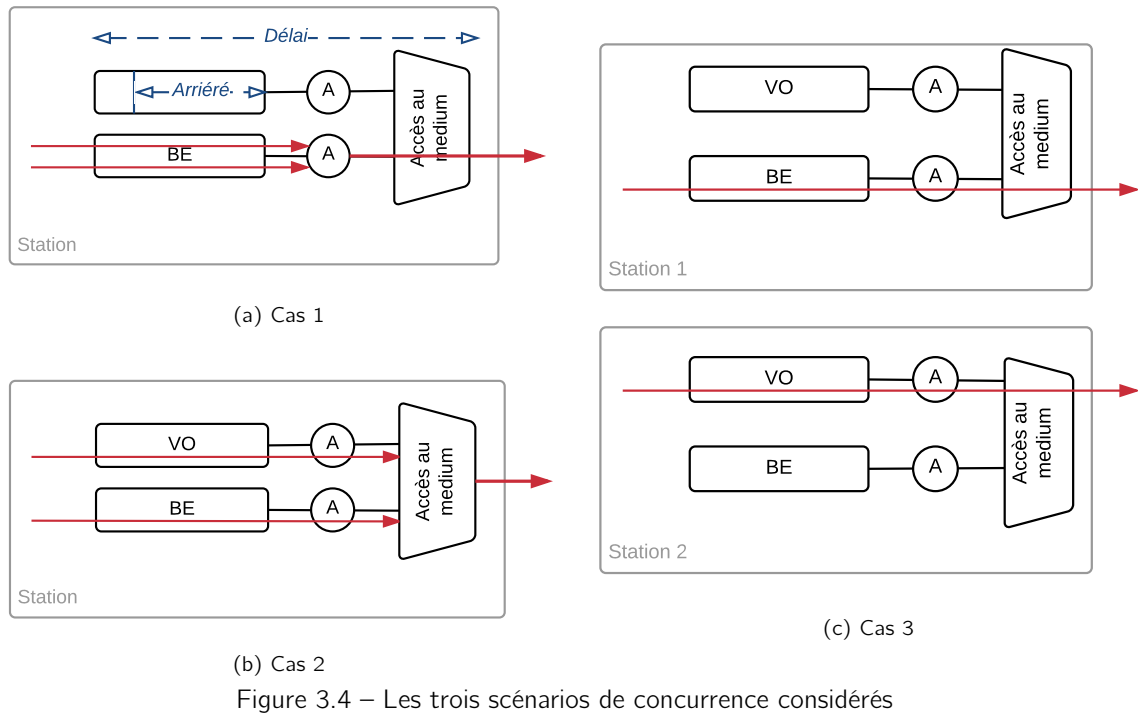 Délai
Arriéré
A
BE
A
Accès au
medium
Station
(a) Cas 1
VO
A
BE
A
Accès au
medium
Station
(b) Cas 2
VO
A
BE
A
Accès au
medium
Station 1
VO
A
BE
A
Accès au
medium
Station 2
(c) Cas 3
Figure 3.4 – Les trois scénarios de concurrence considérés